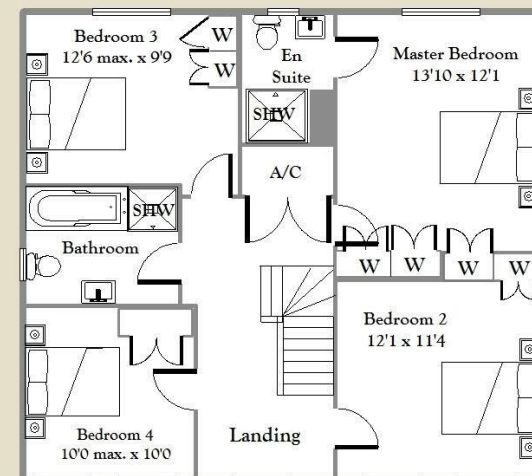 Bedroom 3
12'6 max. x 9'9
W
W
En
Suite
SHW
Master Bedroom
13'10 x 12'1
A/C
SHW
Bathroom
W
W
W
W
Bedroom 2
12'1 x 11'4
Bedroom 4
10'0 max. x 10'0
Landing